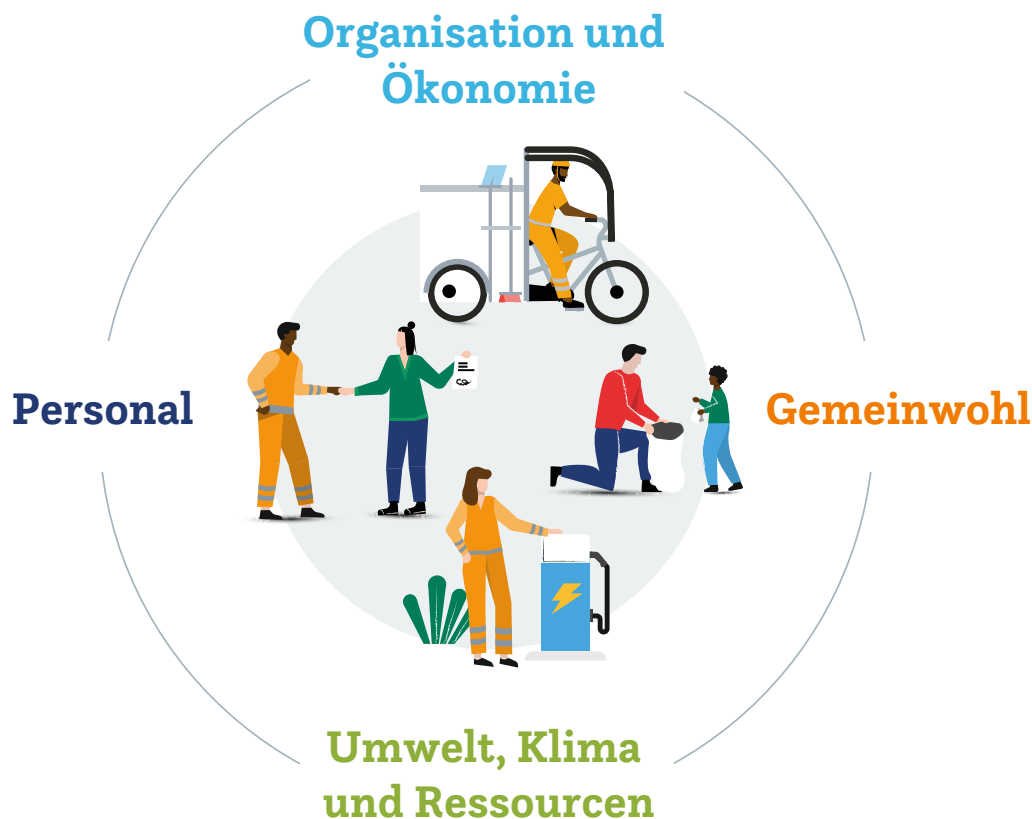 Organisation und
Ökonomie
Personal
Gemeinwohl
Umwelt, Klima
und Ressourcen